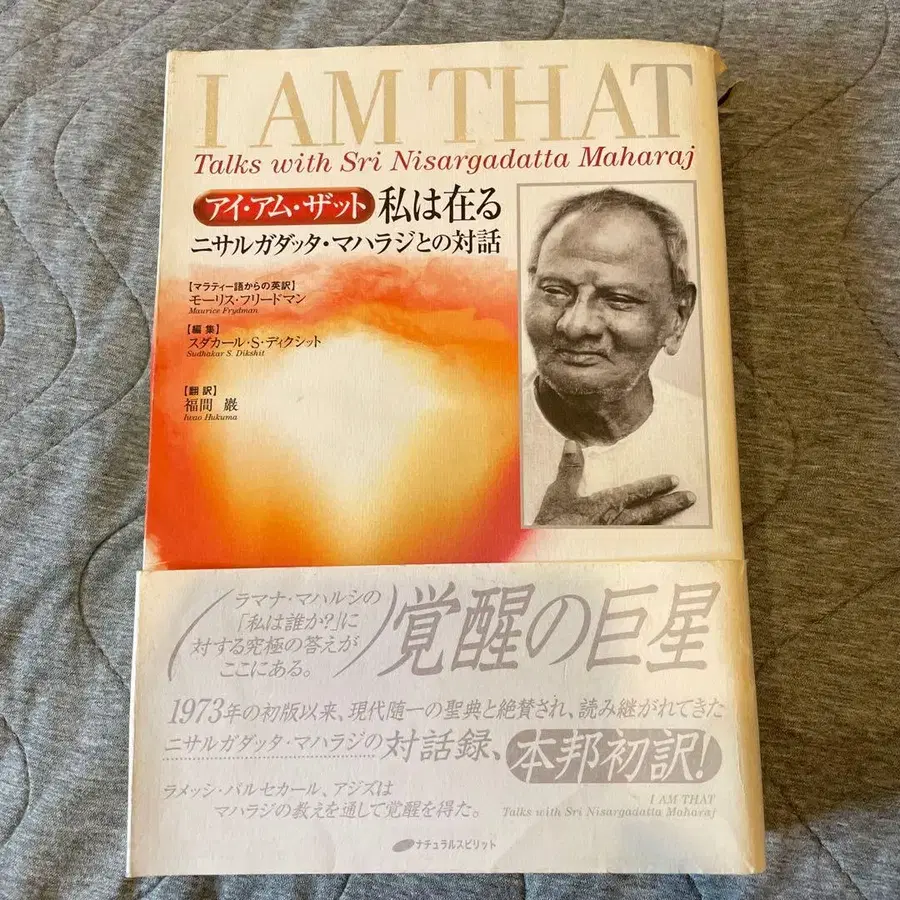 I AM THAT
Talks with Sri Nisargadatta Maharaj
アイ・アム・ザット 私は在る
ニサルガダッタ・マハラジとの対話
【マラティー語からの英訳】
モーリス・フリードマン
Maurice Frydman
【編集】
スダカール・S・ディクシット
Sudhakar S. Dikshit
【翻訳】
福間 巖
Iwao Hukuma
(ラマナ・マハルシの
「私は誰か?」に
対する究極の答えが
ここにある。)
覚醒の巨星
1973年の初版以来、現代随一の聖典と絶賛され、読み継がれてきた
ニサルガダッタ・マハラジの対話録、本邦初訳!
ラメッシ・バルセカール、アジズは
マハラジの教えを通して覚醒を得た。
I AM THAT
Talks with Sri Nisargadatta Maharaj
ナチュラルスピリット